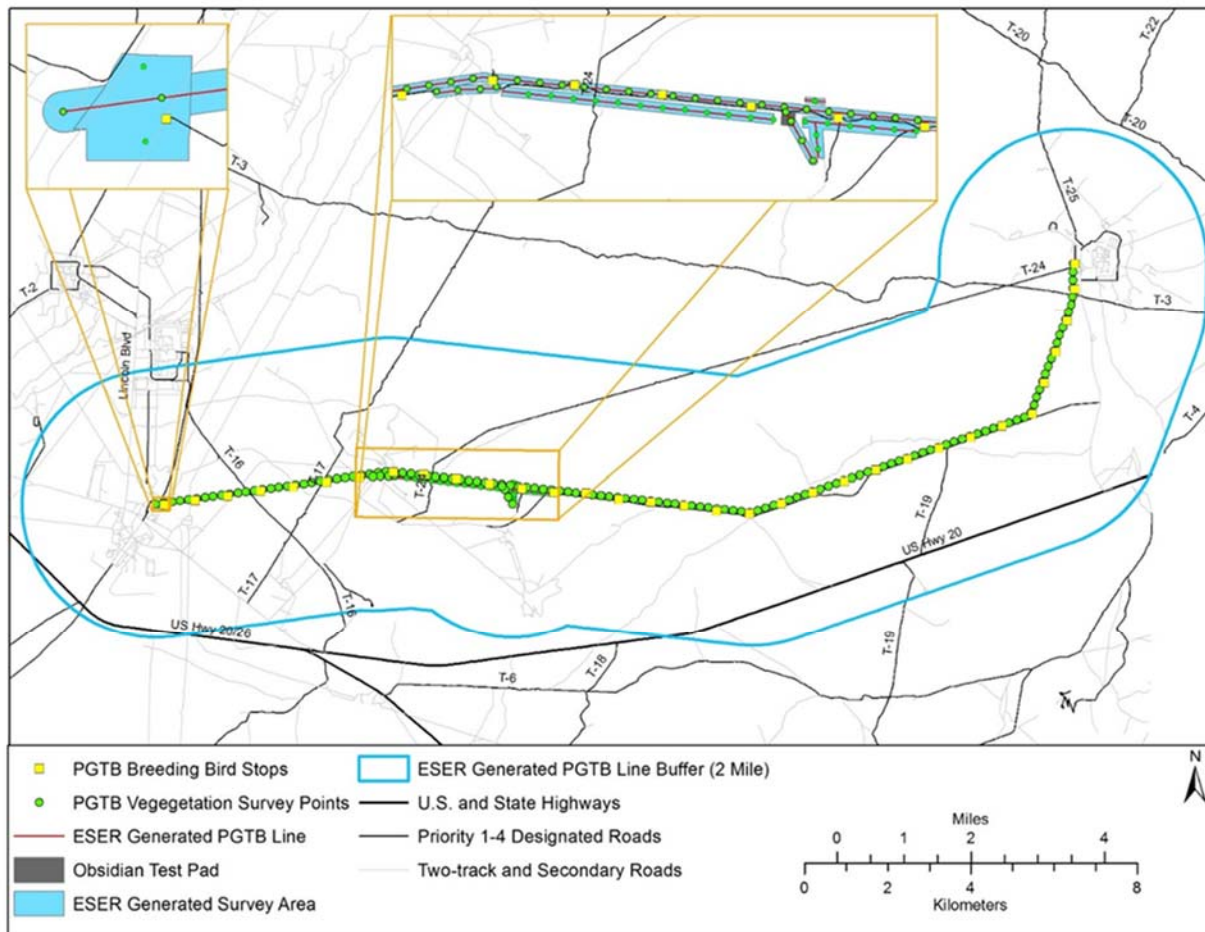 T-20
T-22
T-24
T-20
T-3
T-25
T-2
T-24
T-3
Lincoln Blvd
T-4
T-16
T-17
T-19
US Hwy 20
T-17
T-16
US Hwy 20/26
T-18
T-19
T-6
PGTB Breeding Bird Stops
PGTB Vegegetation Survey Points
ESER Generated PGTB Line
Obsidian Test Pad
ESER Generated Survey Area
ESER Generated PGTB Line Buffer (2 Mile)
U.S. and State Highways
Priority 1-4 Designated Roads
Two-track and Secondary Roads
N
Miles
0 1 2 4
0 2 4 8
Kilometers